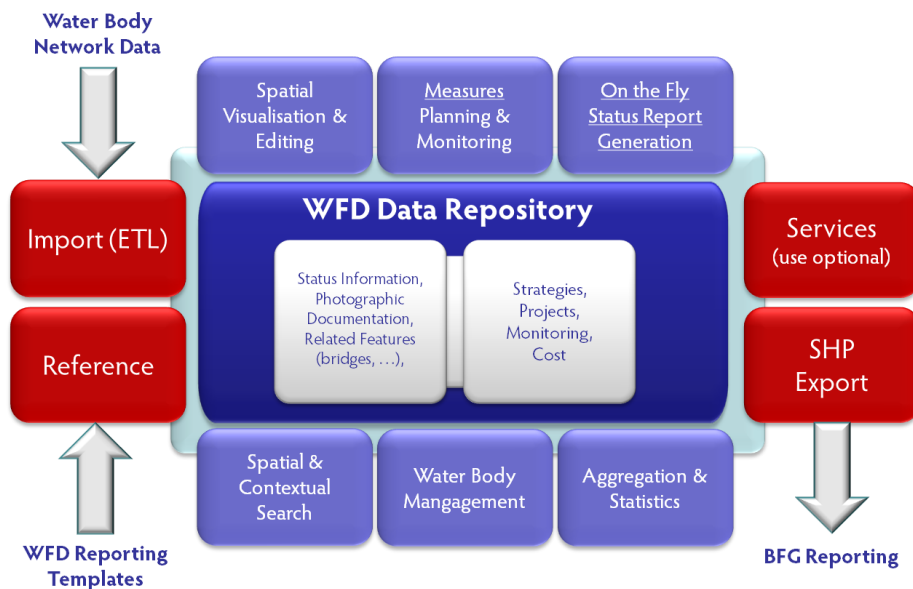 Water Body
Network Data
Spatial
Visualisation &
Editing
Measures
Planning &
Monitoring
On the Fly
Status Report
Generation
Import (ETL)
WFD Data Repository
Services
(use optional)
Status Information,
Photographic
Documentation,
Related Features
(bridges, ...),
Strategies,
Projects,
Monitoring,
Cost
Reference
SHP
Export
Spatial &
Contextual
Search
Water Body
Mangagement
Aggregation &
Statistics
WFD Reporting
Templates
BFG Reporting